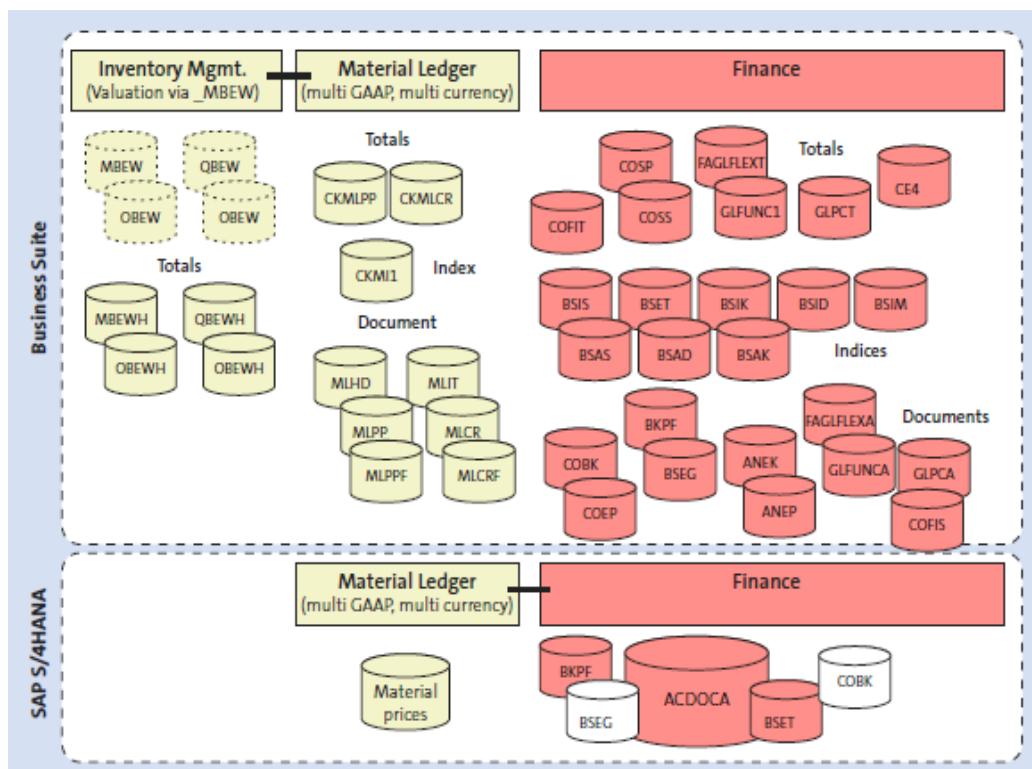 Business Suite
Inventory Mgmt.
(Valuation via _MBEW)
MBEW
QBEW
OBEW
OBEW
Totals
MBEWH
QBEWH
OBEWH
OBEWH
Material Ledger
(multi GAAP, multi currency)
Totals
CKMLPP
CKMLCR
CKMI1
Index
Document
MLHD
MLIT
MLPP
MLCR
MLPPF
MLCRF
Finance
COSP
FAGLFLEXT
Totals
CE4
COFIT
COSS
GLFUNC1
GLPCT
BSIS
BSET
BSIK
BSID
BSIM
BSAS
BSAD
BSAK
Indices
BKPF
FAGLFLEXA
Documents
COBK
BSEG
ANEK
GLFUNCA
GLPCA
COEP
ANEP
COFIS
SAP S/4HANA
Material Ledger
(multi GAAP, multi currency)
Material
prices
Finance
BKPF
BSEG
ACDOCA
BSET
COBK